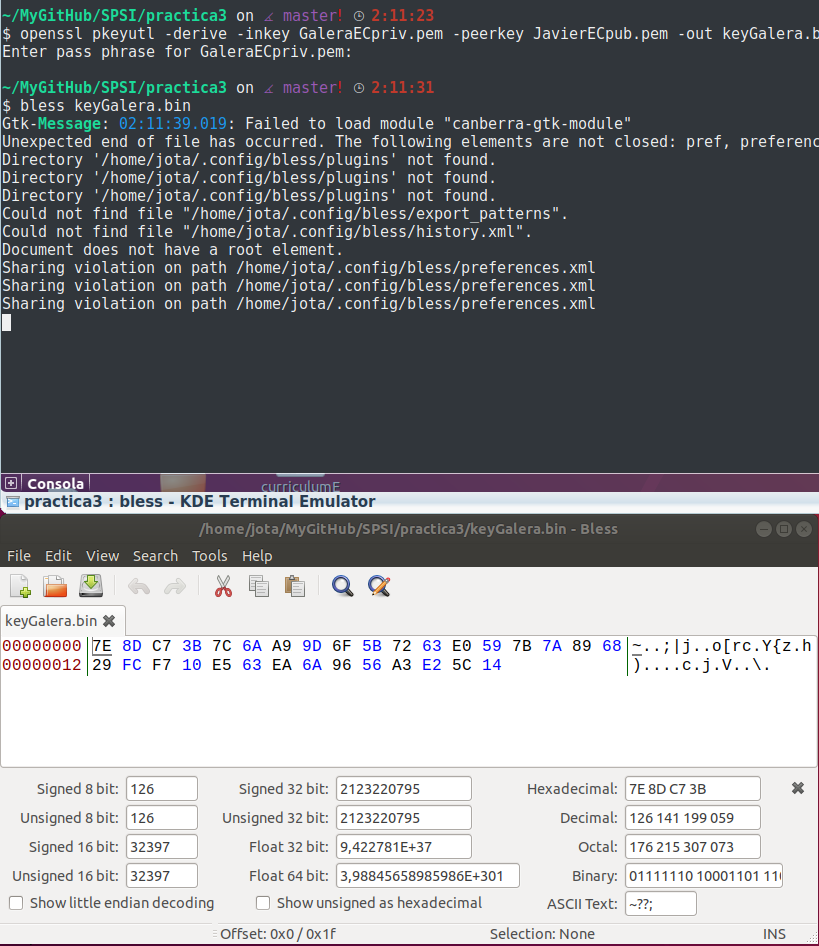 ~/MyGitHub/SPSI/practica3 on master! 2:11:23
$ openssl pkeyutl -derive -inkey GaleraECpriv.pem -peerkey JavierECpub.pem -out keyGalera.b
Enter pass phrase for GaleraECpriv.pem:
~/MyGitHub/SPSI/practica3 on master! 2:11:31
$ bless keyGalera.bin
Gtk-Message: 02:11:39.019: Failed to load module "canberra-gtk-module"
Unexpected end of file has occurred. The following elements are not closed: pref, preferenc
Directory '/home/jota/.config/bless/plugins' not found.
Directory '/home/jota/.config/bless/plugins' not found.
Directory '/home/jota/.config/bless/plugins' not found.
Could not find file "/home/jota/.config/bless/export_patterns".
Could not find file "/home/jota/.config/bless/history.xml".
Document does not have a root element.
Sharing violation on path /home/jota/.config/bless/preferences.xml
Sharing violation on path /home/jota/.config/bless/preferences.xml
Sharing violation on path /home/jota/.config/bless/preferences.xml
Consola curriculumE
practica3 : bless - KDE Terminal Emulator
/home/jota/MyGitHub/SPSI/practica3/keyGalera.bin - Bless
File Edit View Search Tools Help
keyGalera.bin
00000000 7E 8D C7 3B 7C 6A A9 9D 6F 5B 72 63 E0 59 7B 7A 89 68 ~..;|j..o[rc.Y{z.h
00000012 29 FC F7 10 E5 63 EA 6A 96 56 A3 E2 5C 14 )....c.j.V..\.
Signed 8 bit: 126 Signed 32 bit: 2123220795 Hexadecimal: 7E 8D C7 3B
Unsigned 8 bit: 126 Unsigned 32 bit: 2123220795 Decimal: 126 141 199 059
Signed 16 bit: 32397 Float 32 bit: 9,422781E+37 Octal: 176 215 307 073
Unsigned 16 bit: 32397 Float 64 bit: 3,98845658985986E+301 Binary: 01111110 10001101 110
Show little endian decoding Show unsigned as hexadecimal ASCII Text: ~??;
Offset: 0x0 / 0x1f Selection: None INS